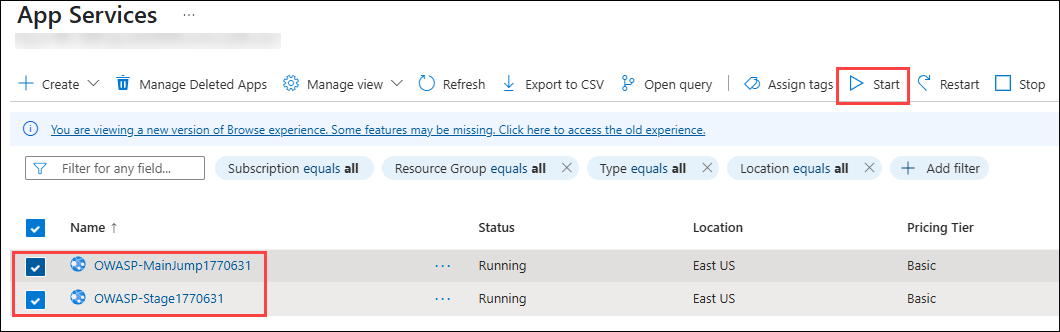 App Services ...
Create Manage Deleted Apps Manage view Refresh Export to CSV Open query Assign tags Start Restart Stop
You are viewing a new version of Browse experience. Some features may be missing. Click here to access the old experience.
Filter for any field... Subscription equals all Resource Group equals all Type equals all Location equals all Add filter
Name ↑ Status Location Pricing Tier
OWASP-MainJump1770631 ... Running East US Basic
OWASP-Stage1770631 ... Running East US Basic